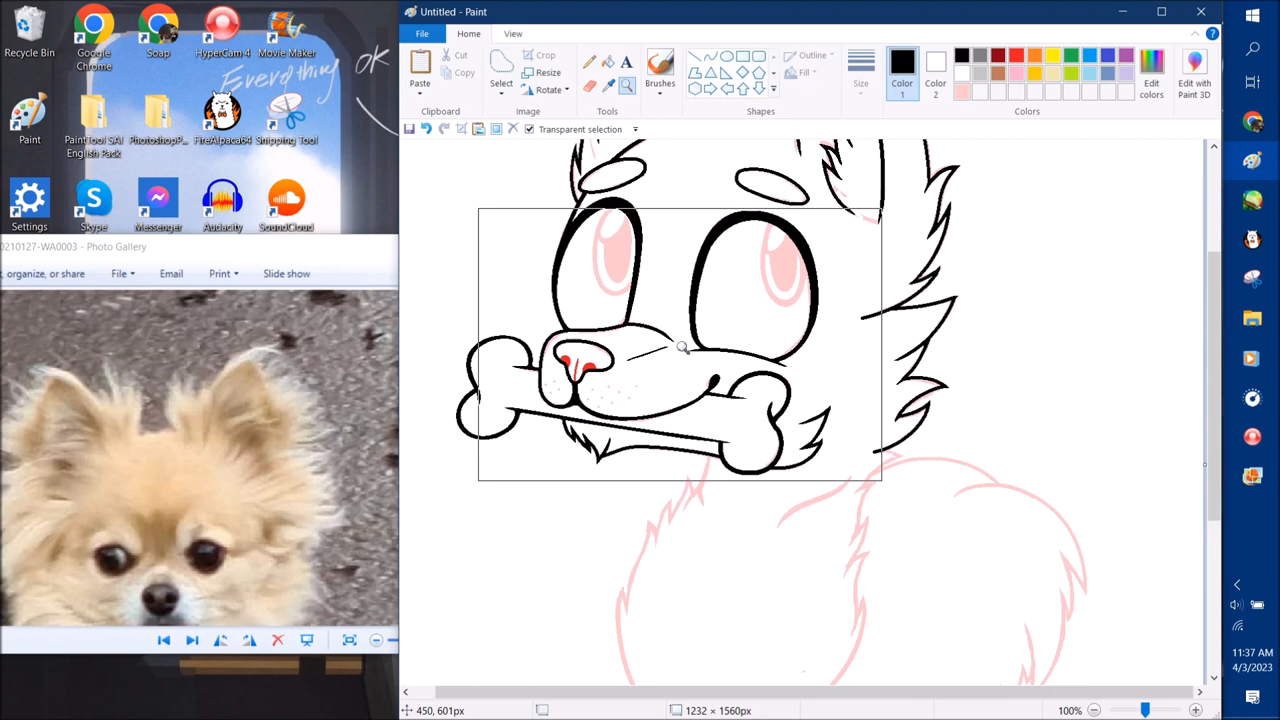 Recycle Bin
Google Chrome
Soap
HyperCam 4
Movie Maker
Everything
OK
Paint
PaintTool SAI English Pack
PhotoshopP...
FireAlpaca64
Snipping Tool
Settings
Skype
Messenger
Audacity
SoundCloud
0210127-WA0003 - Photo Gallery
, organize, or share
File
Email
Print
Slide show
Untitled - Paint
File
Home
View
Paste
Cut
Copy
Clipboard
Select
Crop
Resize
Rotate
Image
A
Tools
Brushes
Outline
Fill
Shapes
Size
Color 1
Color 2
Edit colors
Edit with Paint 3D
Colors
Transparent selection
450, 601px
1232 × 1560px
100%
11:37 AM
4/3/2023